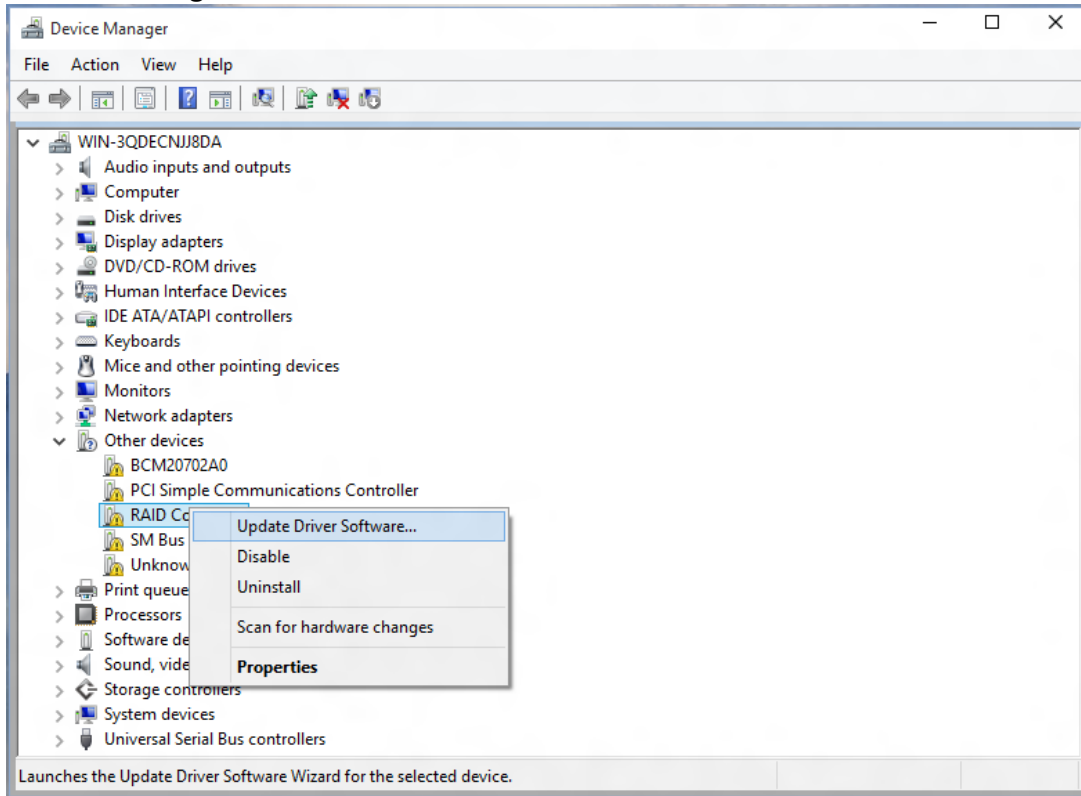 Device Manager
File Action View Help
WIN-3QDECNJJ8DA
Audio inputs and outputs
Computer
Disk drives
Display adapters
DVD/CD-ROM drives
Human Interface Devices
IDE ATA/ATAPI controllers
Keyboards
Mice and other pointing devices
Monitors
Network adapters
Other devices
BCM20702A0
PCI Simple Communications Controller
RAID Co
Update Driver Software...
SM Bus
Disable
Unknow
Uninstall
Print queue
Processors
Scan for hardware changes
Software de
Sound, vide
Properties
Storage controllers
System devices
Universal Serial Bus controllers
Launches the Update Driver Software Wizard for the selected device.